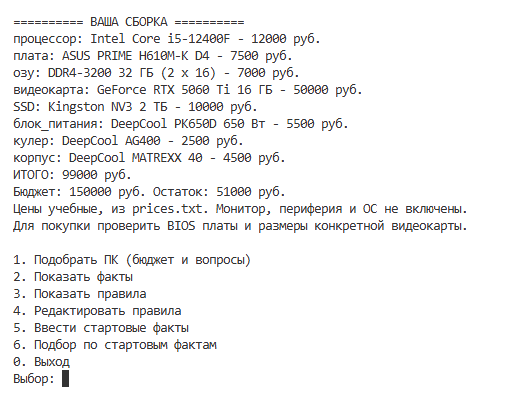 ========== ВАША СБОРКА ==========
процессор: Intel Core i5-12400F - 12000 руб.
плата: ASUS PRIME H610M-K D4 - 7500 руб.
озу: DDR4-3200 32 ГБ (2 x 16) - 7000 руб.
видеокарта: GeForce RTX 5060 Ti 16 ГБ - 50000 руб.
SSD: Kingston NV3 2 ТБ - 10000 руб.
блок_питания: DeepCool PK650D 650 Вт - 5500 руб.
кулер: DeepCool AG400 - 2500 руб.
корпус: DeepCool MATREXX 40 - 4500 руб.
ИТОГО: 99000 руб.
Бюджет: 150000 руб. Остаток: 51000 руб.
Цены учебные, из prices.txt. Монитор, периферия и ОС не включены.
Для покупки проверить BIOS платы и размеры конкретной видеокарты.
1. Подобрать ПК (бюджет и вопросы)
2. Показать факты
3. Показать правила
4. Редактировать правила
5. Ввести стартовые факты
6. Подбор по стартовым фактам
0. Выход
Выбор: